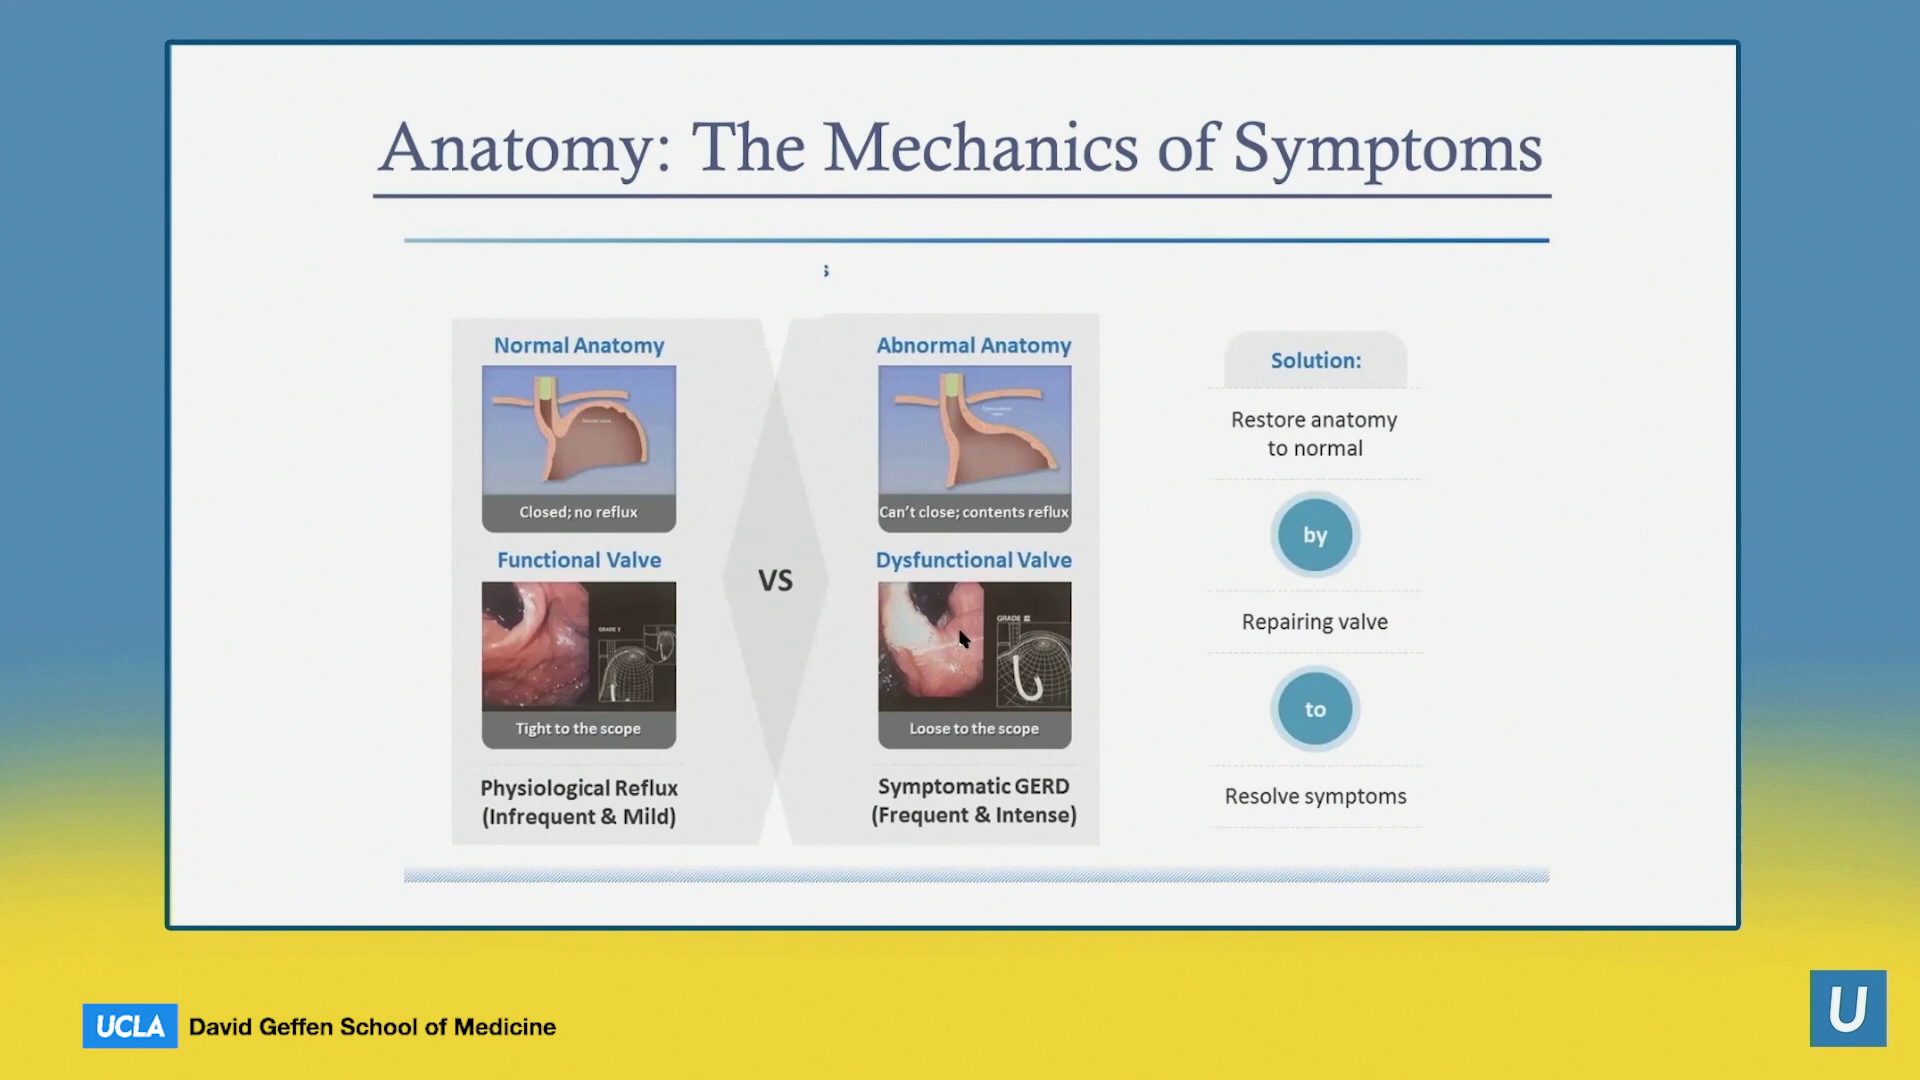 Anatomy: The Mechanics of Symptoms
s
Normal Anatomy
Closed; no reflux
Functional Valve
GRADE I
Tight to the scope
Physiological Reflux
(Infrequent & Mild)
VS
Abnormal Anatomy
Can't close; contents reflux
Dysfunctional Valve
GRADE III
Loose to the scope
Symptomatic GERD
(Frequent & Intense)
Solution:
Restore anatomy
to normal
by
Repairing valve
to
Resolve symptoms
UCLA David Geffen School of Medicine
U